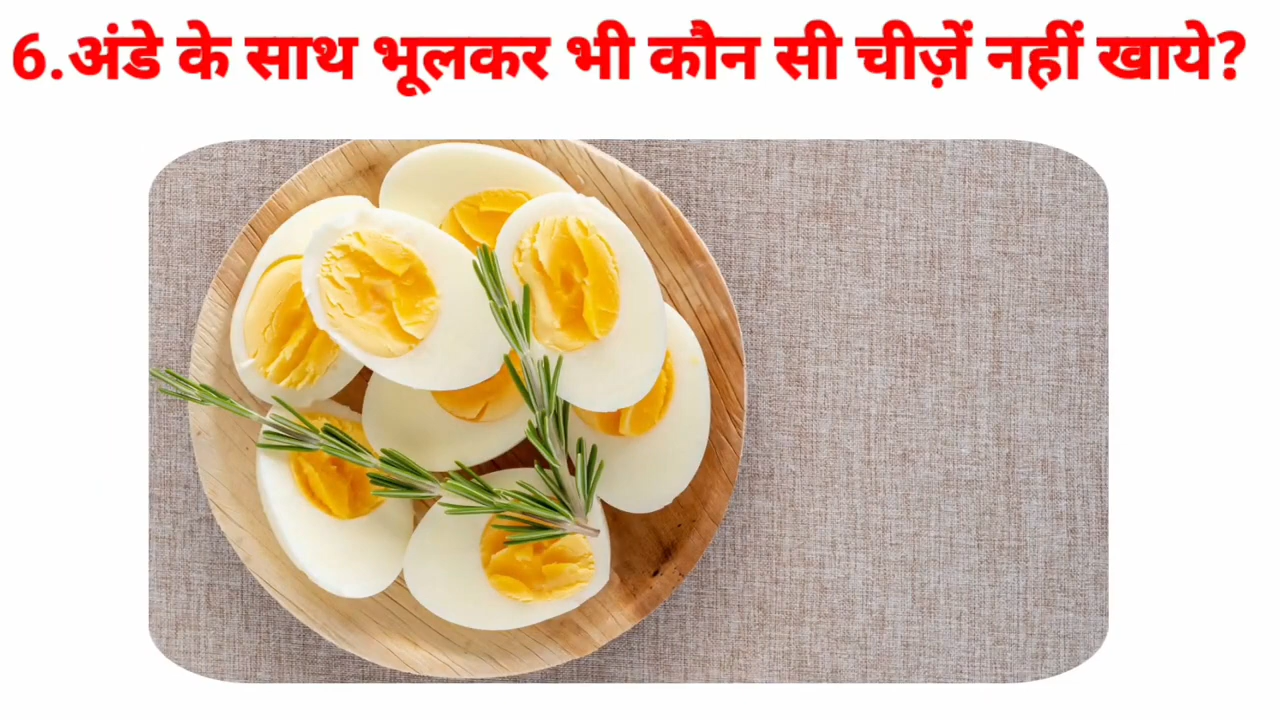 6.अंडे के साथ भूलकर भी कौन सी चीज़ें नहीं खाये?